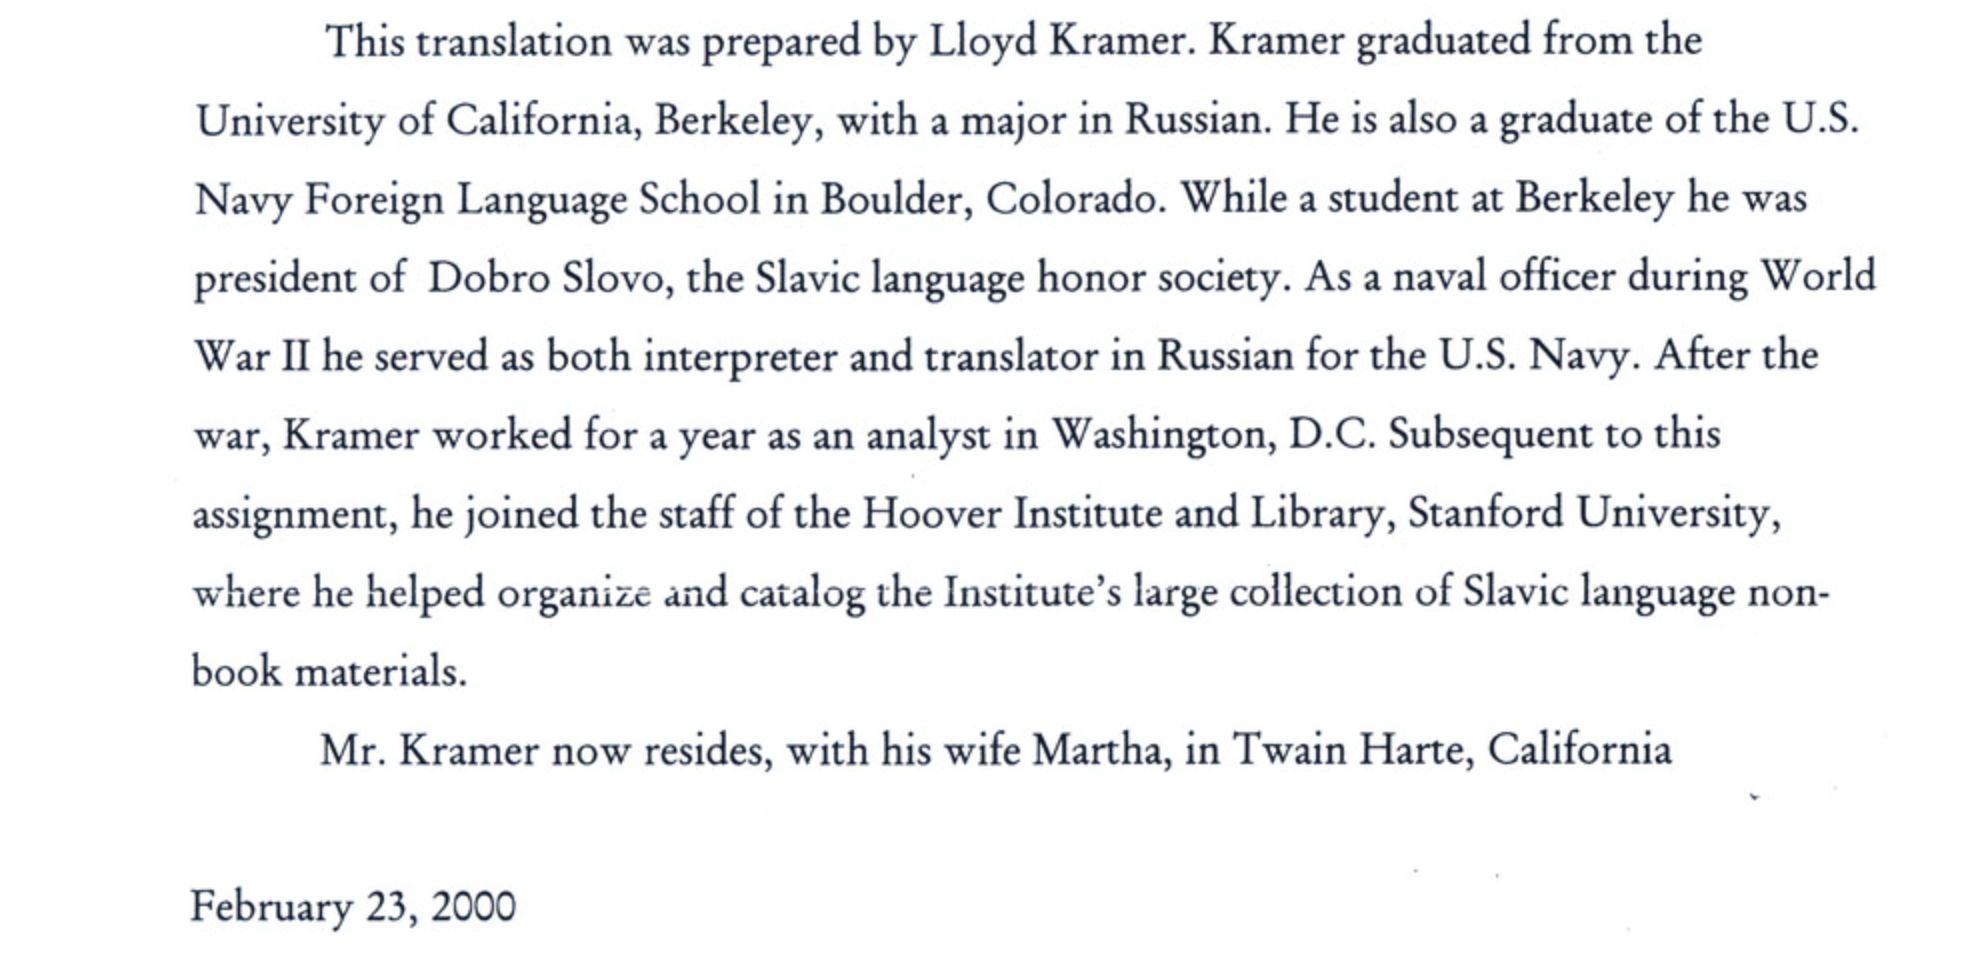 This translation was prepared by Lloyd Kramer. Kramer graduated from the
University of California, Berkeley, with a major in Russian. He is also a graduate of the U.S.
Navy Foreign Language School in Boulder, Colorado. While a student at Berkeley he was
president of Dobro Slovo, the Slavic language honor society. As a naval officer during World
War II he served as both interpreter and translator in Russian for the U.S. Navy. After the
war, Kramer worked for a year as an analyst in Washington, D.C. Subsequent to this
assignment, he joined the staff of the Hoover Institute and Library, Stanford University,
where he helped organize and catalog the Institute's large collection of Slavic language non-
book materials.
Mr. Kramer now resides, with his wife Martha, in Twain Harte, California
February 23, 2000